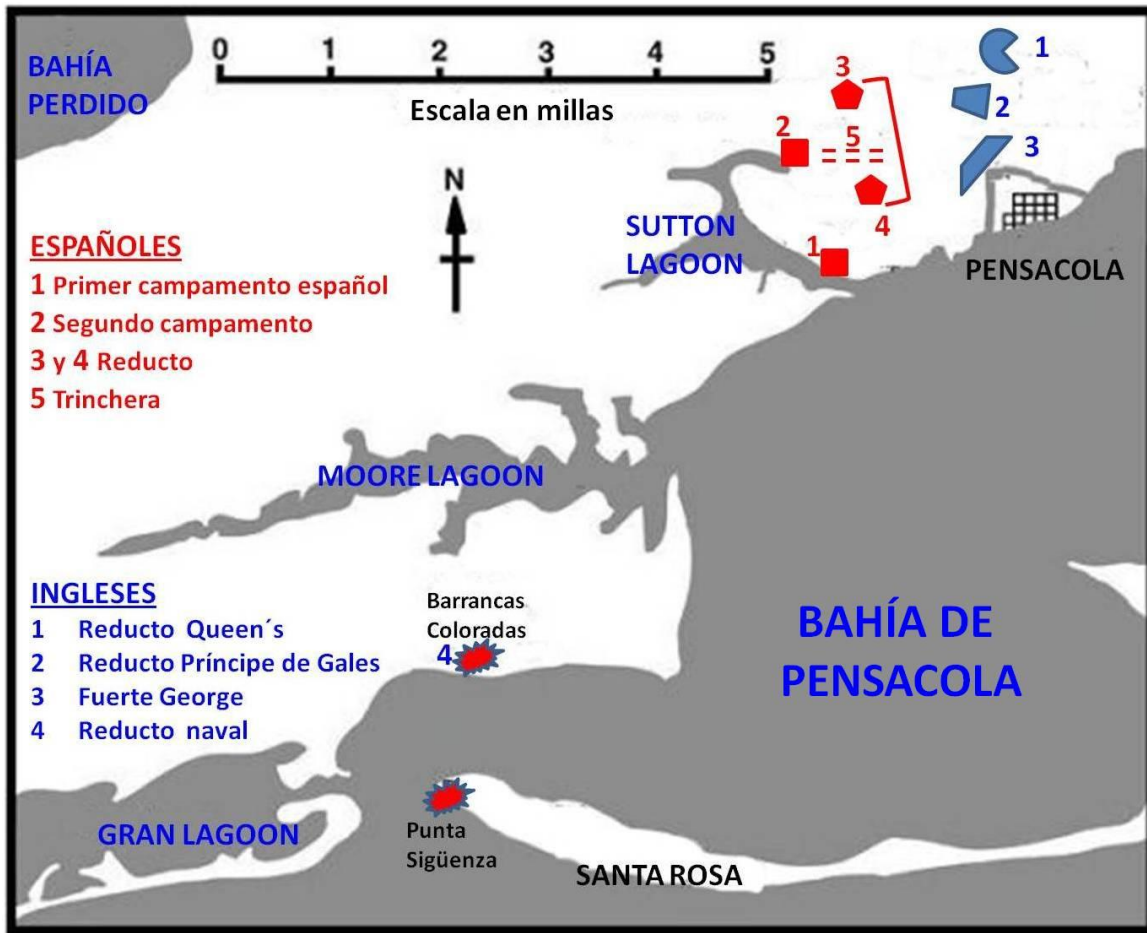 BAHÍA
PERDIDO
0 1 2 3 4 5
Escala en millas
N
3
2
5
4
1
1
2
3
SUTTON
LAGOON
PENSACOLA
ESPAÑOLES
1 Primer campamento español
2 Segundo campamento
3 y 4 Reducto
5 Trinchera
MOORE LAGOON
INGLESES
1 Reducto Queen´s
2 Reducto Príncipe de Gales
3 Fuerte George
4 Reducto naval
Barrancas
Coloradas
4
BAHÍA DE
PENSACOLA
GRAN LAGOON
Punta
Sigüenza
SANTA ROSA